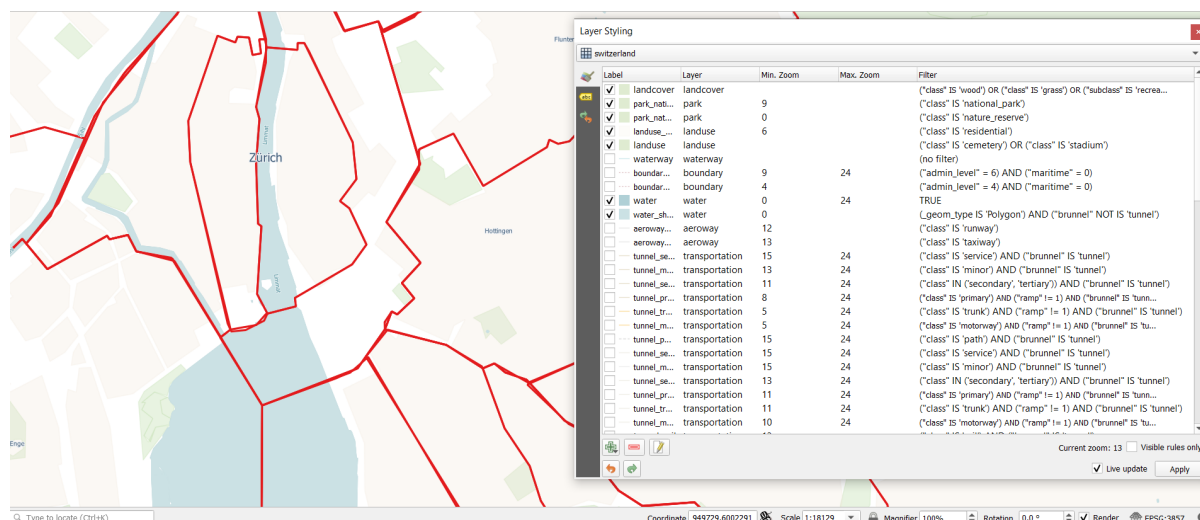 Layer Styling
switzerland
Label Layer Min. Zoom Max. Zoom Filter
landcover landcover ("class" IS 'wood') OR ("class" IS 'grass') OR ("subclass" IS 'recrea...
park_nati... park 9 ("class" IS 'national_park')
park_nat... park 0 ("class" IS 'nature_reserve')
landuse_... landuse 6 ("class" IS 'residential')
landuse landuse ("class" IS 'cemetery') OR ("class" IS 'stadium')
waterway waterway (no filter)
boundar... boundary 9 24 ("admin_level" = 6) AND ("maritime" = 0)
boundar... boundary 4 ("admin_level" = 4) AND ("maritime" = 0)
water water 0 24 TRUE
water_sh... water 0 (_geom_type IS 'Polygon') AND ("brunnel" NOT IS 'tunnel')
aeroway... aeroway 12 ("class" IS 'runway')
aeroway... aeroway 13 ("class" IS 'taxiway')
tunnel_se... transportation 15 24 ("class" IS 'service') AND ("brunnel" IS 'tunnel')
tunnel_m... transportation 13 24 ("class" IS 'minor') AND ("brunnel" IS 'tunnel')
tunnel_se... transportation 11 24 ("class" IN ('secondary', 'tertiary')) AND ("brunnel" IS 'tunnel')
tunnel_pr... transportation 8 24 ("class" IS 'primary') AND ("ramp" != 1) AND ("brunnel" IS 'tunn...
tunnel_tr... transportation 5 24 ("class" IS 'trunk') AND ("ramp" != 1) AND ("brunnel" IS 'tunnel')
tunnel_m... transportation 5 24 ("class" IS 'motorway') AND ("ramp" != 1) AND ("brunnel" IS 'tu...
tunnel_p... transportation 15 24 ("class" IS 'path') AND ("brunnel" IS 'tunnel')
tunnel_se... transportation 15 24 ("class" IS 'service') AND ("brunnel" IS 'tunnel')
tunnel_m... transportation 15 24 ("class" IS 'minor') AND ("brunnel" IS 'tunnel')
tunnel_se... transportation 13 24 ("class" IN ('secondary', 'tertiary')) AND ("brunnel" IS 'tunnel')
tunnel_pr... transportation 11 24 ("class" IS 'primary') AND ("ramp" != 1) AND ("brunnel" IS 'tunn...
tunnel_tr... transportation 11 24 ("class" IS 'trunk') AND ("ramp" != 1) AND ("brunnel" IS 'tunnel')
tunnel_m... transportation 10 24 ("class" IS 'motorway') AND ("ramp" != 1) AND ("brunnel" IS 'tu...
Current zoom: 13 Visible rules only
Live update Apply
abc
Flunter
Limmat
Zürich
Hottingen
Limmat
Enge
Type to locate (Ctrl+K) Coordinate 949729,6002291 Scale 1:18129 Magnifier 100% Rotation 0.0 ° Render EPSG:3857